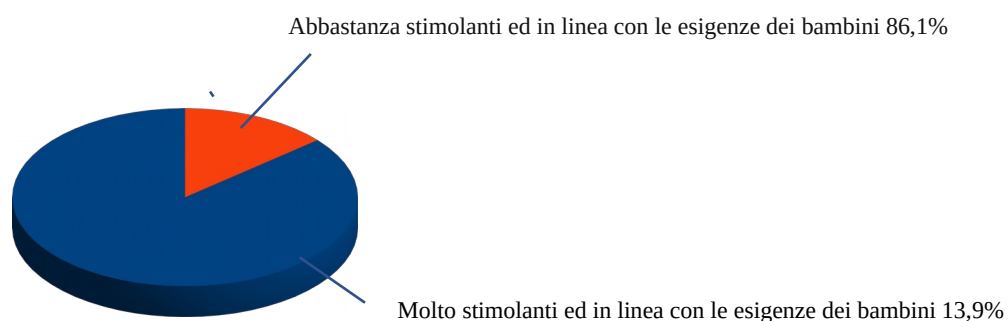 Abbastanza stimolanti ed in linea con le esigenze dei bambini 86,1%
Molto stimolanti ed in linea con le esigenze dei bambini 13,9%